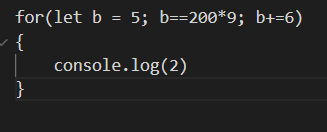 for(let b = 5; b==200*9; b+=6)
{
    console.log(2)
}